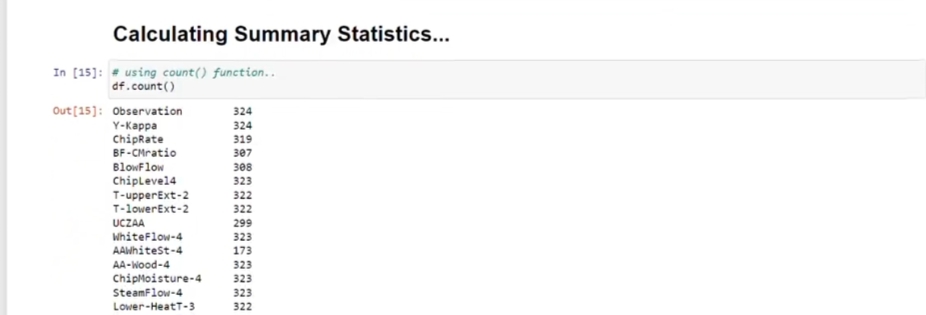 Calculating Summary Statistics...
In [15]: # using count() function..
df.count()
Out[15]: Observation 324
Y-Kappa 324
ChipRate 319
BF-CMratio 307
BlowFlow 308
ChipLevel4 323
T-upperExt-2 322
T-lowerExt-2 322
UCZAA 299
WhiteFlow-4 323
AAWhiteSt-4 173
AA-Wood-4 323
ChipMoisture-4 323
SteamFlow-4 323
Lower-HeatT-3 322